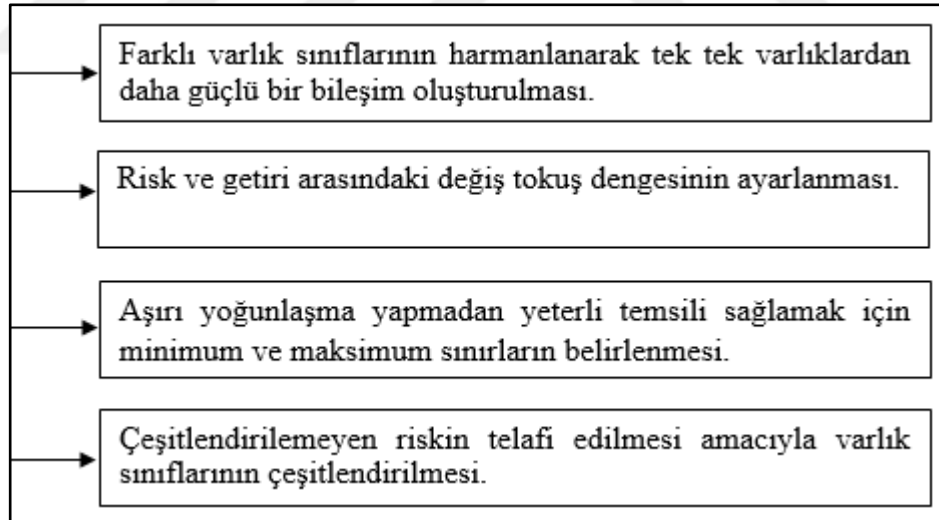 Farklı varlık sınıflarının harmanlanarak tek tek varlıklardan
daha güçlü bir bileşim oluşturulması.
Risk ve getiri arasındaki değiş tokuş dengesinin ayarlanması.
Aşırı yoğunlaşma yapmadan yeterli temsili sağlamak için
minimum ve maksimum sınırların belirlenmesi.
Çeşitlendirilemeyen riskin telafi edilmesi amacıyla varlık
sınıflarının çeşitlendirilmesi.